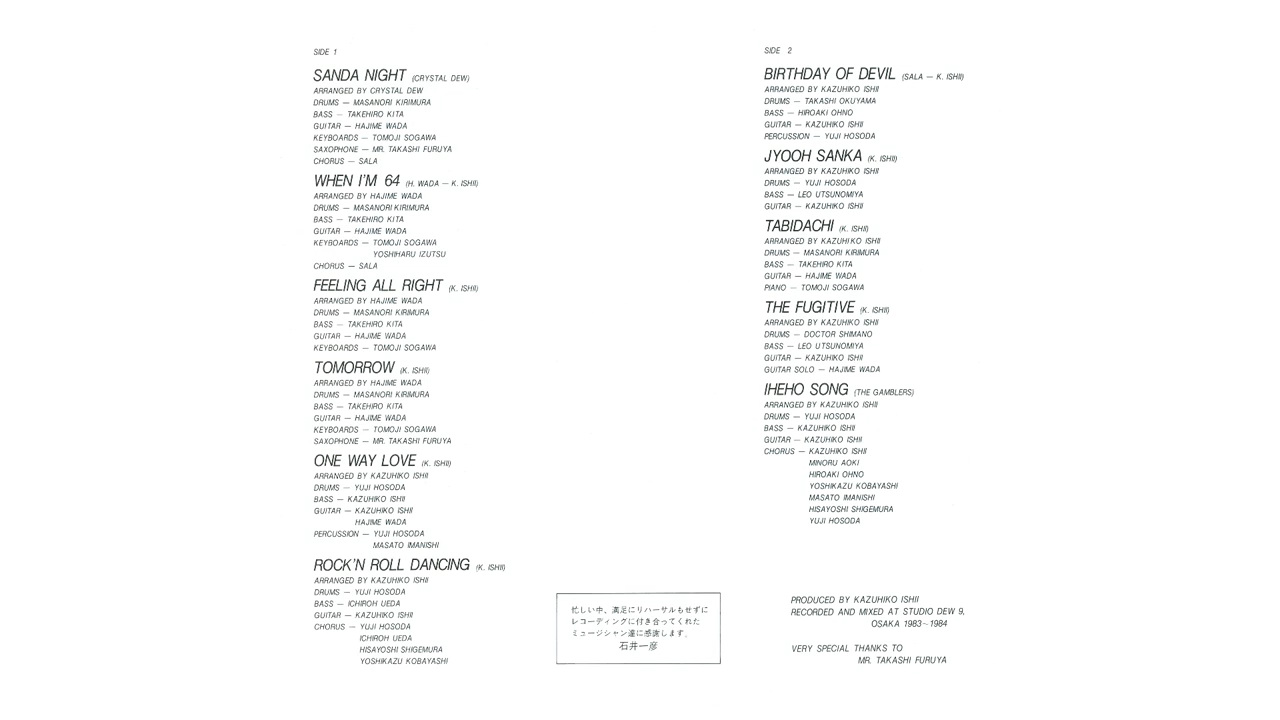 SIDE 1
SANDA NIGHT (CRYSTAL DEW)
ARRANGED BY CRYSTAL DEW
DRUMS — MASANORI KIRIMURA
BASS — TAKEHIRO KITA
GUITAR — HAJIME WADA
KEYBOARDS — TOMOJI SOGAWA
SAXOPHONE — MR. TAKASHI FURUYA
CHORUS — SALA
WHEN I'M 64 (H. WADA — K. ISHII)
ARRANGED BY HAJIME WADA
DRUMS — MASANORI KIRIMURA
BASS — TAKEHIRO KITA
GUITAR — HAJIME WADA
KEYBOARDS — TOMOJI SOGAWA
YOSHIHARU IZUTSU
CHORUS — SALA
FEELING ALL RIGHT (K. ISHII)
ARRANGED BY HAJIME WADA
DRUMS — MASANORI KIRIMURA
BASS — TAKEHIRO KITA
GUITAR — HAJIME WADA
KEYBOARDS — TOMOJI SOGAWA
TOMORROW (K. ISHII)
ARRANGED BY HAJIME WADA
DRUMS — MASANORI KIRIMURA
BASS — TAKEHIRO KITA
GUITAR — HAJIME WADA
KEYBOARDS — TOMOJI SOGAWA
SAXOPHONE — MR. TAKASHI FURUYA
ONE WAY LOVE (K. ISHII)
ARRANGED BY KAZUHIKO ISHII
DRUMS — YUJI HOSODA
BASS — KAZUHIKO ISHII
GUITAR — KAZUHIKO ISHII
HAJIME WADA
PERCUSSION — YUJI HOSODA
MASATO IMANISHI
ROCK'N ROLL DANCING (K. ISHII)
ARRANGED BY KAZUHIKO ISHII
DRUMS — YUJI HOSODA
BASS — ICHIROH UEDA
GUITAR — KAZUHIKO ISHII
CHORUS — YUJI HOSODA
ICHIROH UEDA
HISAYOSHI SHIGEMURA
YOSHIKAZU KOBAYASHI
忙しい中、満足にリハーサルもせずに
レコーディングに付き合ってくれた
ミュージシャン達に感謝します。
石井一彦
SIDE 2
BIRTHDAY OF DEVIL (SALA — K. ISHII)
ARRANGED BY KAZUHIKO ISHII
DRUMS — TAKASHI OKUYAMA
BASS — HIROAKI OHNO
GUITAR — KAZUHIKO ISHII
PERCUSSION — YUJI HOSODA
JYOOH SANKA (K. ISHII)
ARRANGED BY KAZUHIKO ISHII
DRUMS — YUJI HOSODA
BASS — LEO UTSUNOMIYA
GUITAR — KAZUHIKO ISHII
TABIDACHI (K. ISHII)
ARRANGED BY KAZUHIKO ISHII
DRUMS — MASANORI KIRIMURA
BASS — TAKEHIRO KITA
GUITAR — HAJIME WADA
PIANO — TOMOJI SOGAWA
THE FUGITIVE (K. ISHII)
ARRANGED BY KAZUHIKO ISHII
DRUMS — DOCTOR SHIMANO
BASS — LEO UTSUNOMIYA
GUITAR — KAZUHIKO ISHII
GUITAR SOLO — HAJIME WADA
IHEHO SONG (THE GAMBLERS)
ARRANGED BY KAZUHIKO ISHII
DRUMS — YUJI HOSODA
BASS — KAZUHIKO ISHII
GUITAR — KAZUHIKO ISHII
CHORUS — KAZUHIKO ISHII
MINORU AOKI
HIROAKI OHNO
YOSHIKAZU KOBAYASHI
MASATO IMANISHI
HISAYOSHI SHIGEMURA
YUJI HOSODA
PRODUCED BY KAZUHIKO ISHII
RECORDED AND MIXED AT STUDIO DEW 9,
OSAKA 1983~1984
VERY SPECIAL THANKS TO
MR. TAKASHI FURUYA